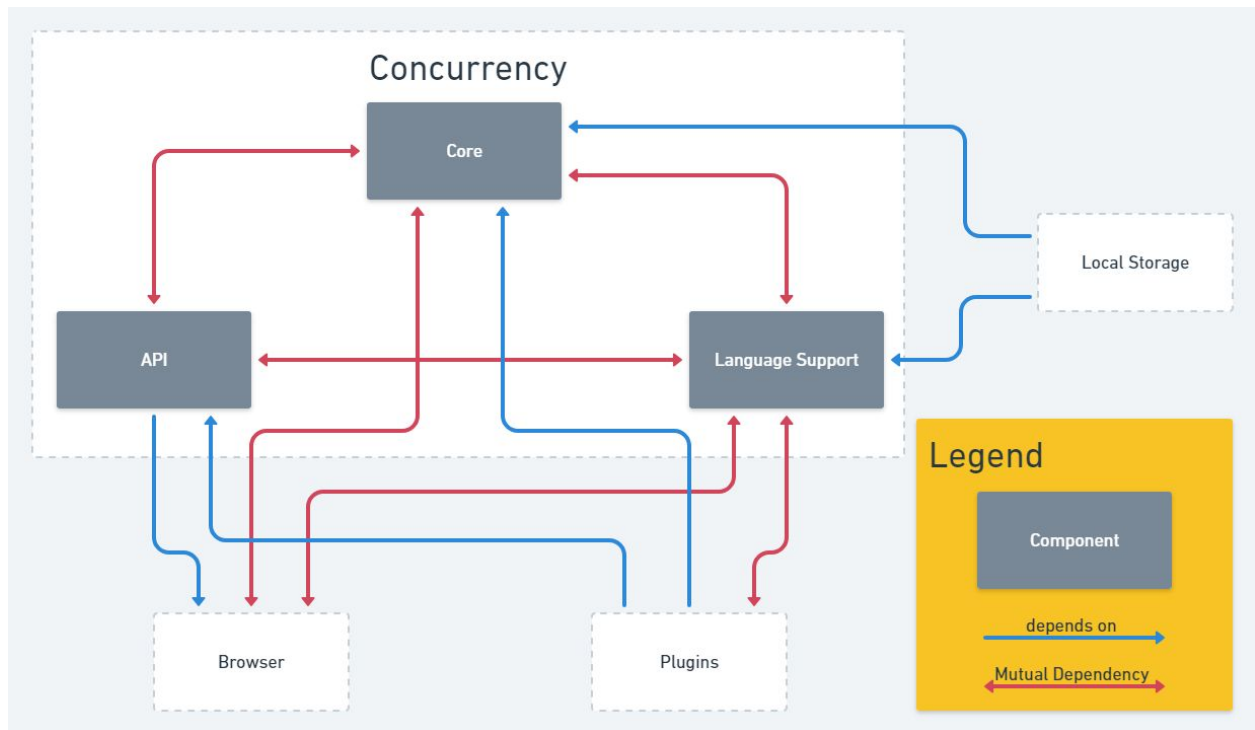 Concurrency
Core
Local Storage
API
Language Support
Legend
Component
depends on
Mutual Dependency
Browser
Plugins